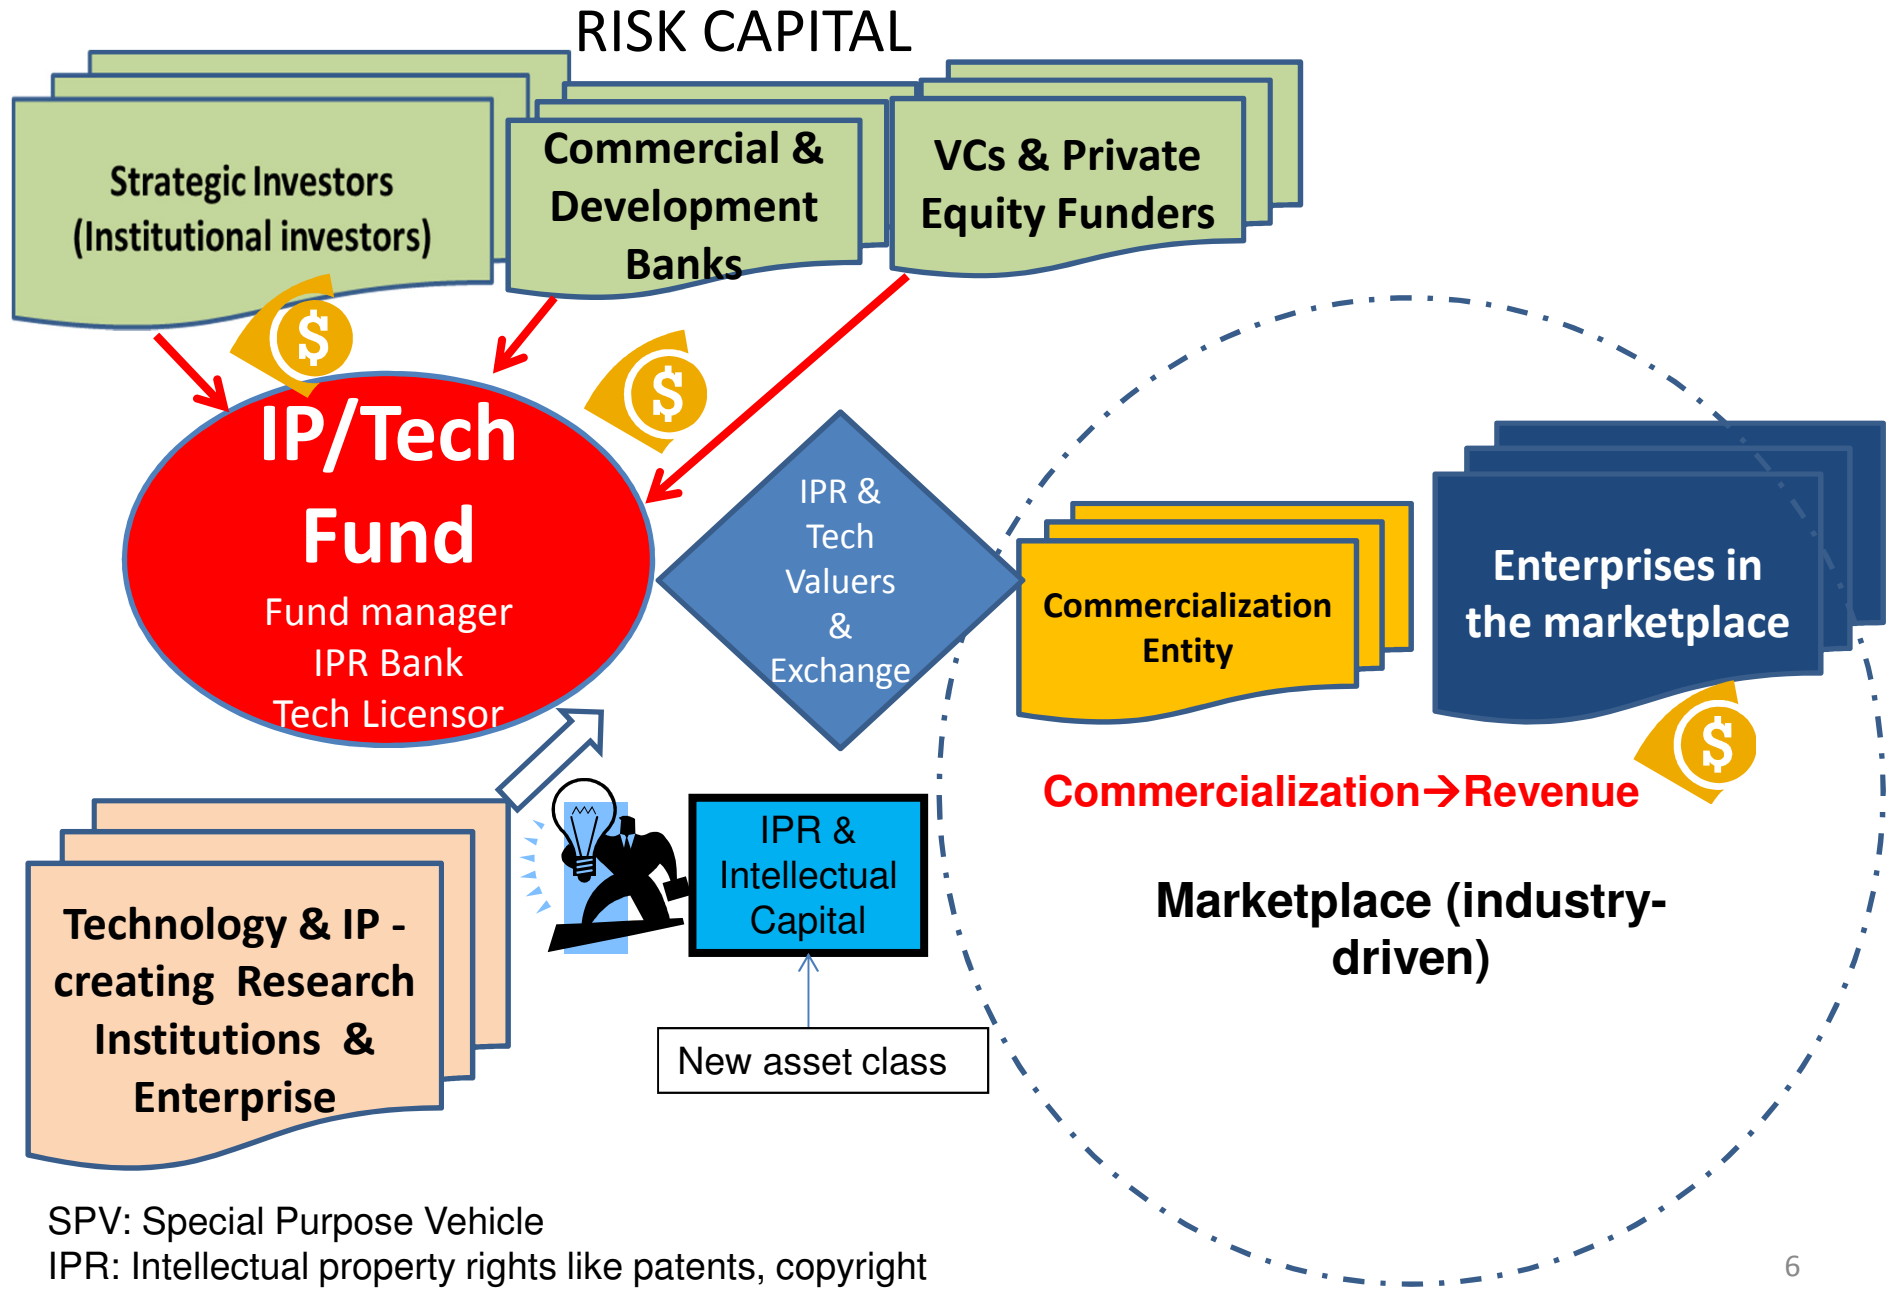 RISK CAPITAL
Strategic Investors
(Institutional investors)
Commercial &
Development
Banks
VCs & Private
Equity Funders
$
$
IP/Tech
Fund
Fund manager
IPR Bank
Tech Licensor
IPR &
Tech
Valuers
&
Exchange
Commercialization
Entity
Enterprises in
the marketplace
$
Commercialization→Revenue
Marketplace (industry-
driven)
IPR &
Intellectual
Capital
New asset class
Technology & IP -
creating Research
Institutions &
Enterprise
SPV: Special Purpose Vehicle
IPR: Intellectual property rights like patents, copyright
6